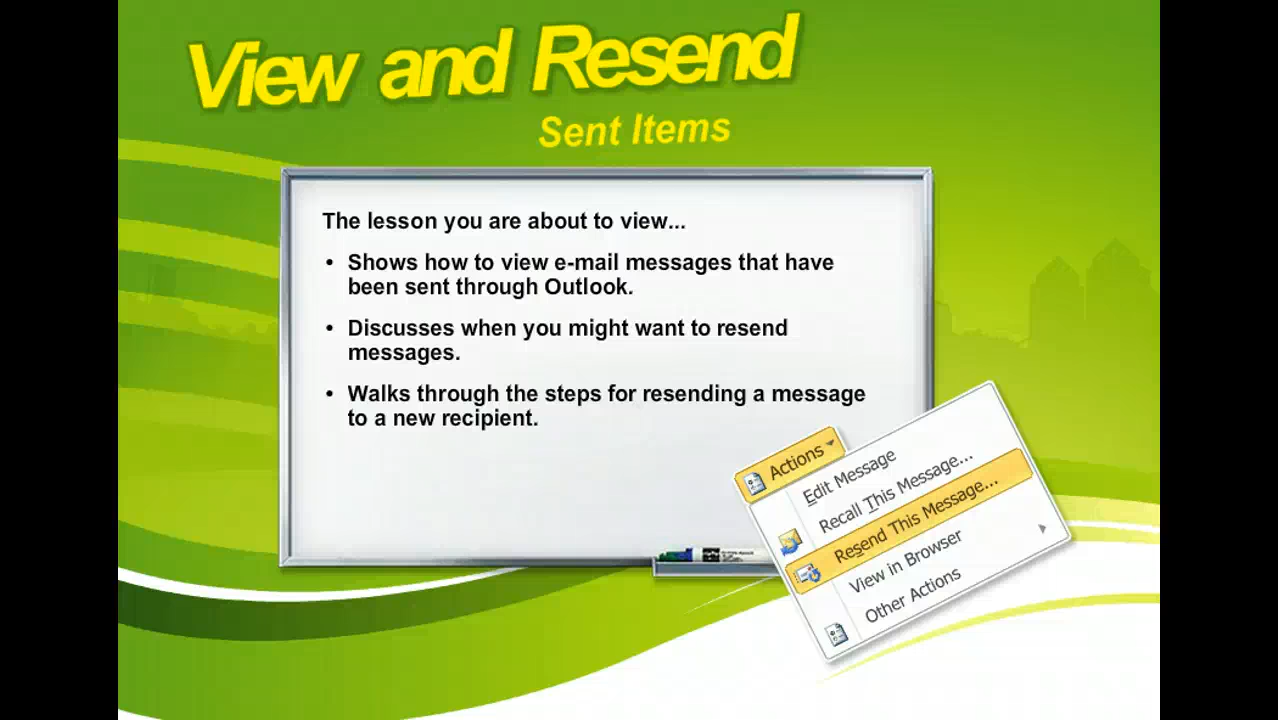 View and Resend
Sent Items
The lesson you are about to view...
• Shows how to view e-mail messages that have
been sent through Outlook.
• Discusses when you might want to resend
messages.
• Walks through the steps for resending a message
to a new recipient.
Actions
Edit Message
Recall This Message...
Resend This Message...
View in Browser
Other Actions